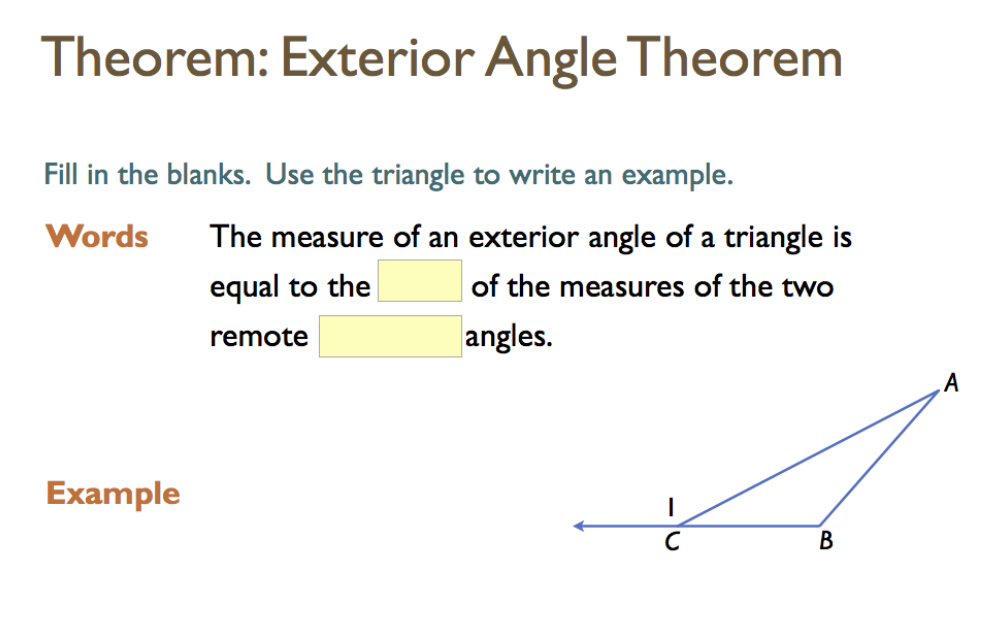 Theorem: Exterior Angle Theorem
Fill in the blanks. Use the triangle to write an example.
Words
The measure of an exterior angle of a triangle is
equal to the of the measures of the two
remote angles.
A
Example
1
C
B